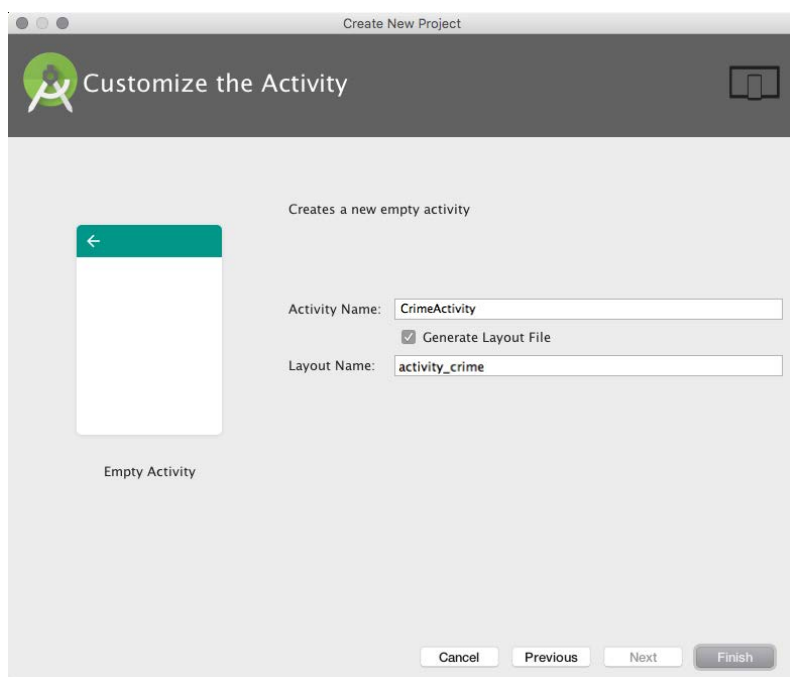 Create New Project
Customize the Activity
Creates a new empty activity
Activity Name: CrimeActivity
Generate Layout File
Layout Name: activity_crime
Empty Activity
Cancel Previous Next Finish